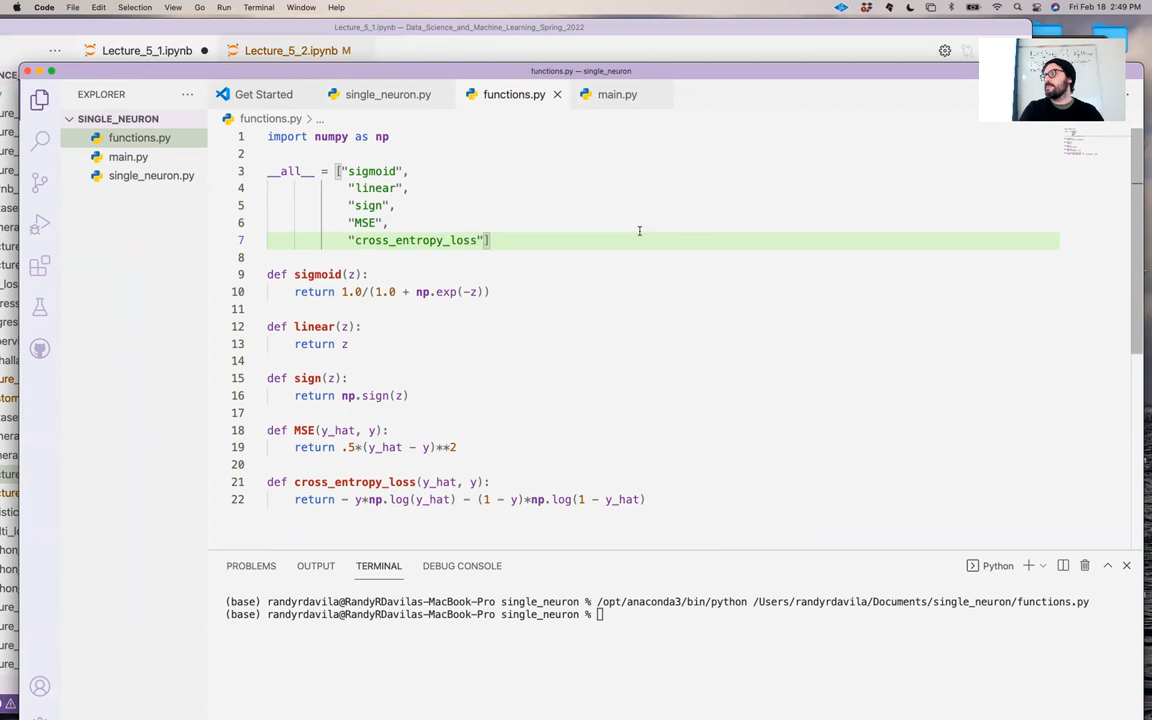 Code File Edit Selection View Go Run Terminal Window Help Fri Feb 18 2:49 PM
Lecture_5_1.ipynb — Data_Science_and_Machine_Learning_Spring_2022
... Lecture_5_1.ipynb Lecture_5_2.ipynb M
functions.py — single_neuron
EXPLORER ... Get Started single_neuron.py functions.py main.py
SINGLE_NEURON
functions.py
main.py
single_neuron.py
functions.py > ...
1 import numpy as np
2
3 __all__ = ["sigmoid",
4 "linear",
5 "sign",
6 "MSE",
7 "cross_entropy_loss"]
8
9 def sigmoid(z):
10 return 1.0/(1.0 + np.exp(-z))
11
12 def linear(z):
13 return z
14
15 def sign(z):
16 return np.sign(z)
17
18 def MSE(y_hat, y):
19 return .5*(y_hat - y)**2
20
21 def cross_entropy_loss(y_hat, y):
22 return - y*np.log(y_hat) - (1 - y)*np.log(1 - y_hat)
PROBLEMS OUTPUT TERMINAL DEBUG CONSOLE Python
(base) randyrdavila@RandyRDavilas-MacBook-Pro single_neuron % /opt/anaconda3/bin/python /Users/randyrdavila/Documents/single_neuron/functions.py
(base) randyrdavila@RandyRDavilas-MacBook-Pro single_neuron %